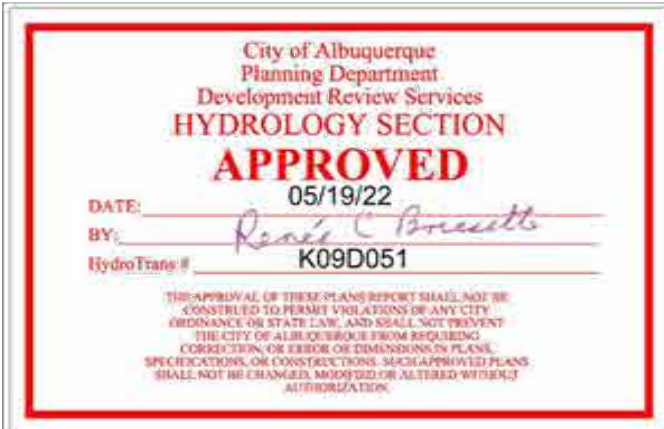 City of Albuquerque
Planning Department
Development Review Services
HYDROLOGY SECTION
APPROVED
DATE: 05/19/22
BY: Renée C Brissette
HydroTrans # K09D051
THE APPROVAL OF THESE PLANS/REPORT SHALL NOT BE
CONSTRUED TO PERMIT VIOLATIONS OF ANY CITY
ORDINANCE OR STATE LAW, AND SHALL NOT PREVENT
THE CITY OF ALBUQUERQUE FROM REQUIRING
CORRECTION, OR ERROR OR DIMENSIONS IN PLANS,
SPECIFICATIONS, OR CONSTRUCTIONS. SUCH APPROVED PLANS
SHALL NOT BE CHANGED, MODIFIED OR ALTERED WITHOUT
AUTHORIZATION.